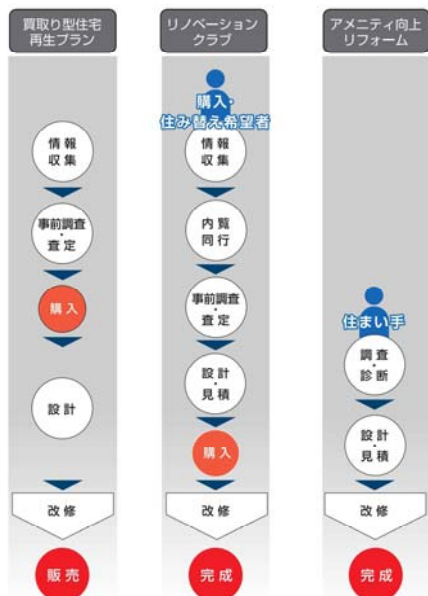 買取り型住宅
再生プラン
情報
収集
事前調査
・
査定
購入
設計
改修
販売
リノベーション
クラブ
購入・
住み替え希望者
情報
収集
内覧
同行
事前調査
・
査定
設計
・
見積
購入
改修
完成
アメニティ向上
リフォーム
住まい手
調査
・
診断
設計
・
見積
改修
完成